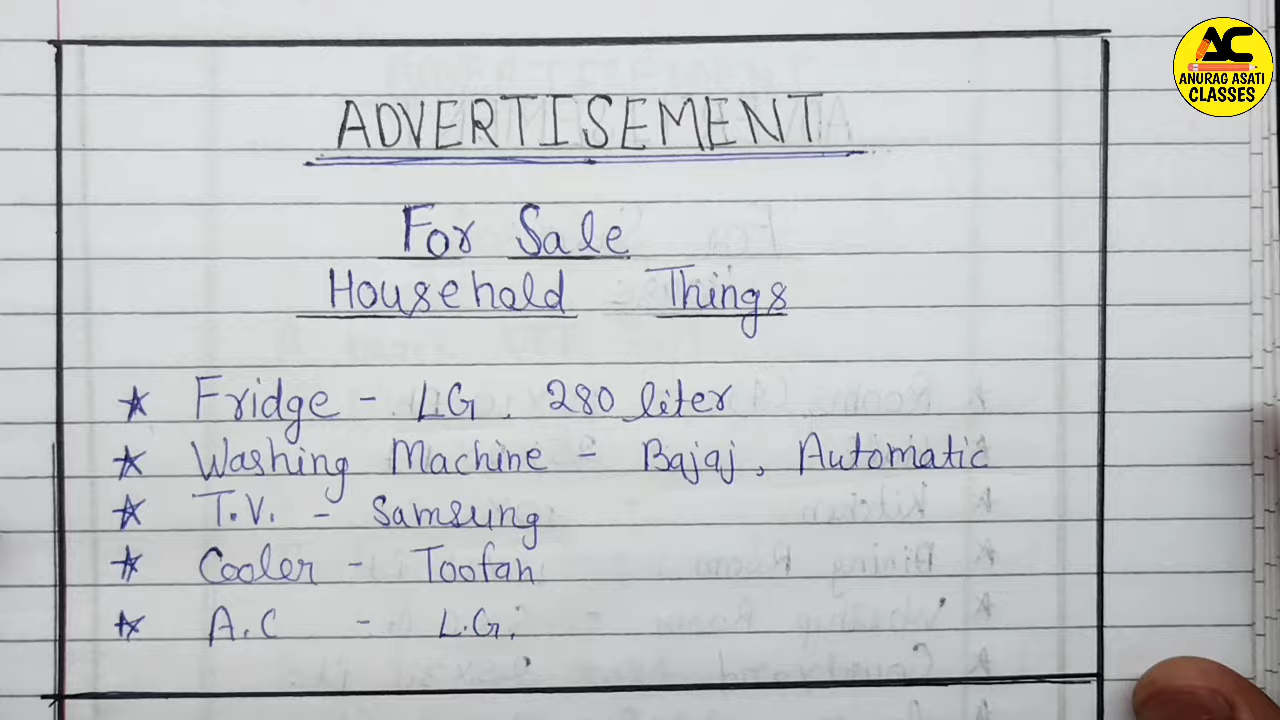 AC
ANURAG ASATI
CLASSES
ADVERTISEMENT
For Sale
Household Things
★ Fridge - L.G. 280 liter
★ Washing Machine - Bajaj, Automatic
★ T.V. - Samsung
★ Cooler - Toofan
★ A.C - L.G.